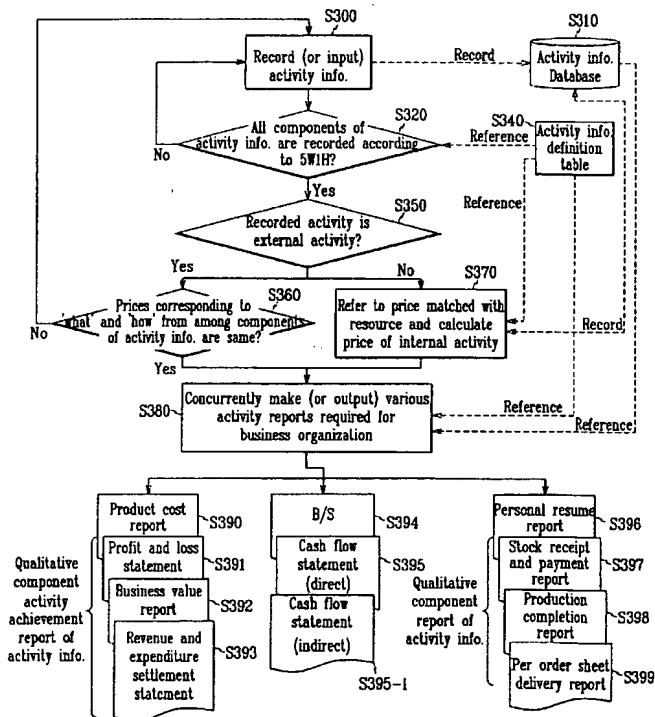 S300
Record (or input)
activity info.
Record
S310
Activity info.
Database
S320
All components of
activity info. are recorded according
to 5W1H?
No
Yes
Reference
S340
Activity info.
definition
table
Reference
S350
Recorded activity is
external activity?
Yes
No
S360
Prices corresponding to
'what' and 'how' from among components
of activity info. are same?
No
Yes
S370
Refer to price matched with
resource and calculate
price of internal activity
Record
S380
Concurrently make (or output) various
activity reports required for
business organization
Reference
Reference
Product cost
report
S390
Profit and loss
statement
S391
Business value
report
S392
Revenue and
expenditure
settlement
statement
S393
Qualitative
component
activity
achievement
report of
activity info.
B/S
S394
Cash flow
statement
(direct)
S395
Cash flow
statement
(indirect)
S395-1
Personal resume
report
S396
Stock receipt
and payment
report
S397
Production
completion
report
S398
Per order sheet
delivery report
S399
Qualitative
component
report of
activity info.